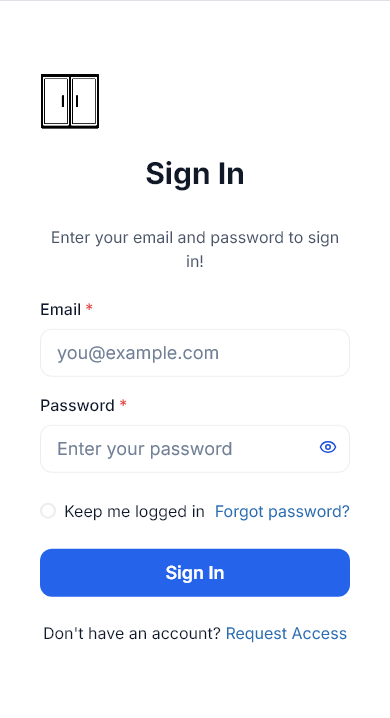 Sign In
Enter your email and password to sign
in!
Email *
you@example.com
Password *
Enter your password
Keep me logged in Forgot password?
Sign In
Don't have an account? Request Access